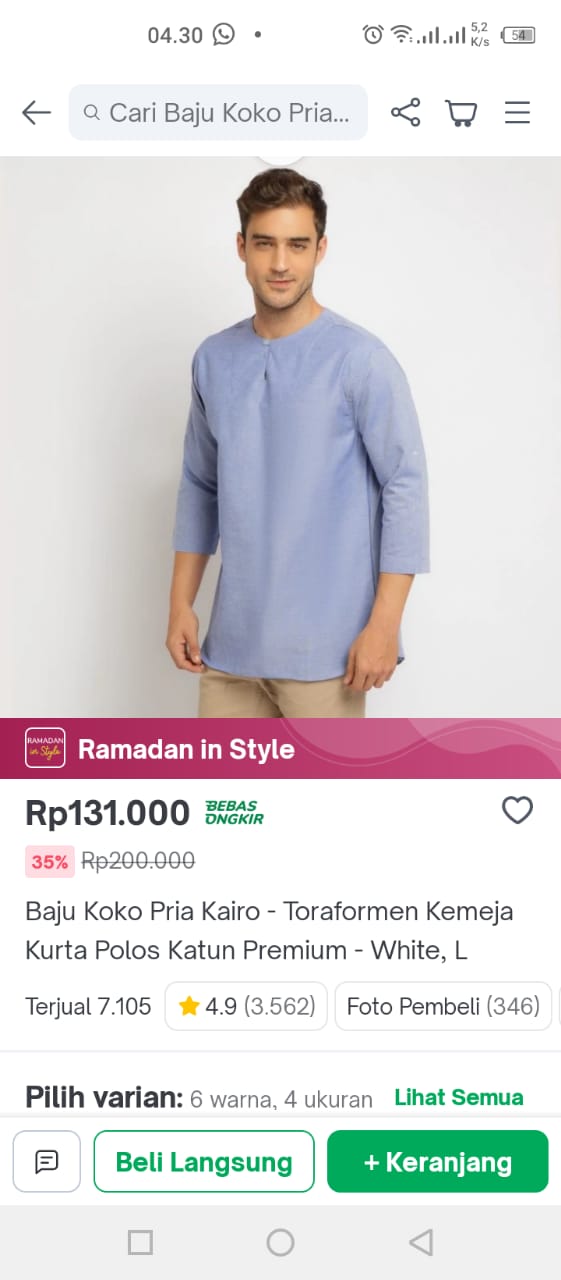 04.30
5,2
K/s
54
Cari Baju Koko Pria...
RAMADAN
in Style
Ramadan in Style
Rp131.000
BEBAS
ONGKIR
35% Rp200.000
Baju Koko Pria Kairo - Toraformen Kemeja
Kurta Polos Katun Premium - White, L
Terjual 7.105 4.9 (3.562) Foto Pembeli (346)
Pilih varian: 6 warna, 4 ukuran Lihat Semua
Beli Langsung
+ Keranjang